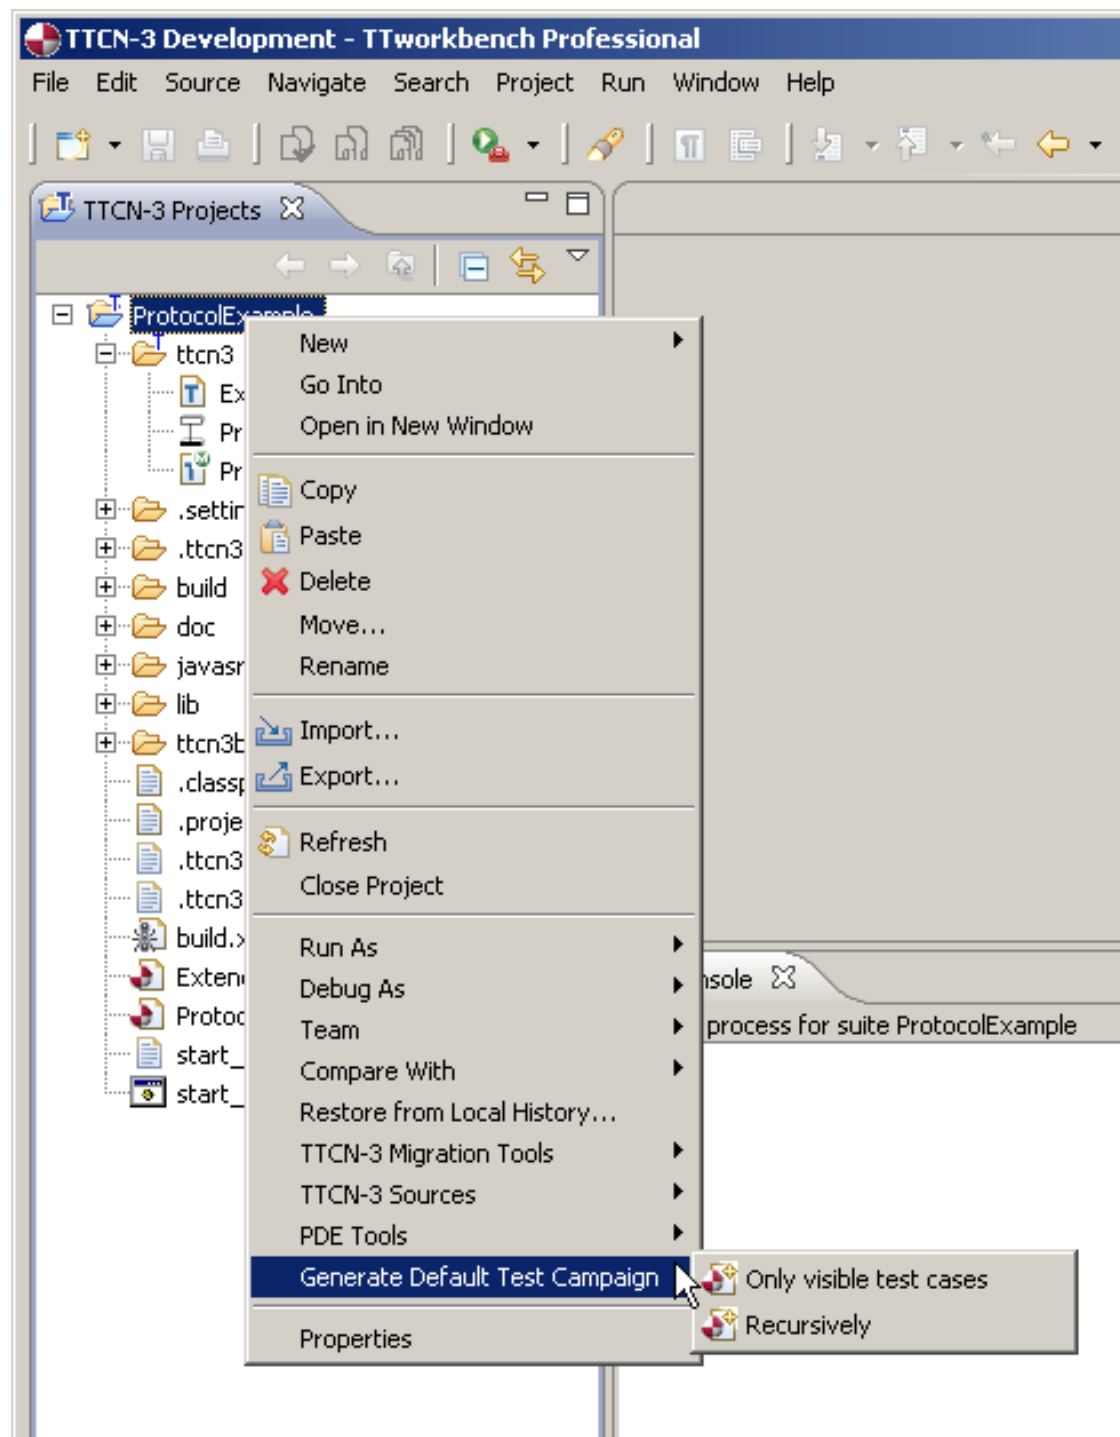 TTCN-3 Development - TTworkbench Professional
File Edit Source Navigate Search Project Run Window Help
TTCN-3 Projects
ProtocolExample
ttcn3
Ex
Pr
Pr
.settin
.ttcn3
build
doc
javasr
lib
ttcn3b
.classp
.proje
.ttcn3
.ttcn3
build.x
Exten
Protoc
start_
start_
New
Go Into
Open in New Window
Copy
Paste
Delete
Move...
Rename
Import...
Export...
Refresh
Close Project
Run As
Debug As
Team
Compare With
Restore from Local History...
TTCN-3 Migration Tools
TTCN-3 Sources
PDE Tools
Generate Default Test Campaign
Properties
Only visible test cases
Recursively
nsole
process for suite ProtocolExample